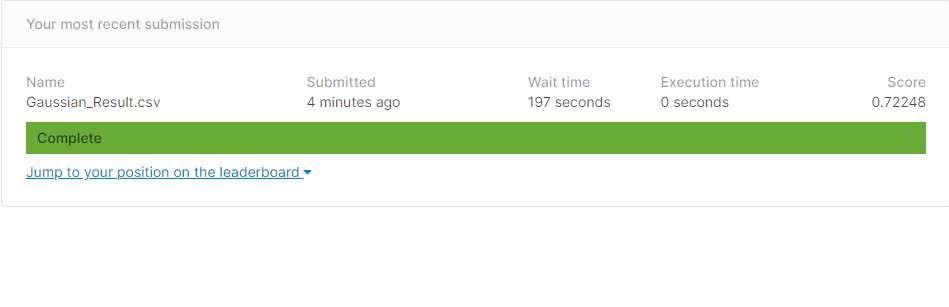 Your most recent submission
Name Submitted Wait time Execution time Score
Gaussian_Result.csv 4 minutes ago 197 seconds 0 seconds 0.72248
Complete
Jump to your position on the leaderboard